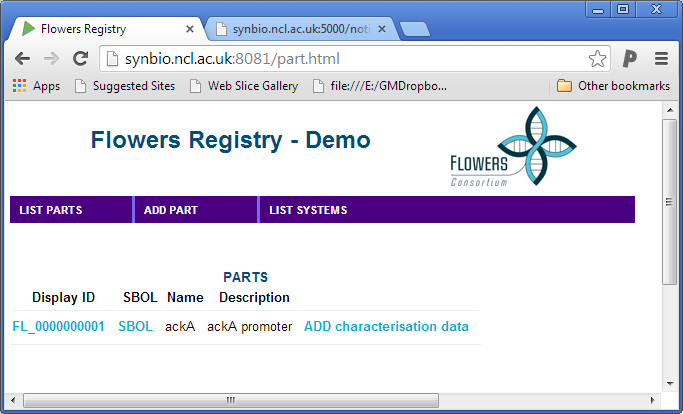 Flowers Registry
synbio.ncl.ac.uk:5000/noti
synbio.ncl.ac.uk:8081/part.html
Apps Suggested Sites Web Slice Gallery file:///E:/GMDropbo... Other bookmarks
Flowers Registry - Demo
FLOWERS
Consortium
LIST PARTS ADD PART LIST SYSTEMS
PARTS
Display ID SBOL Name Description
FL_0000000001 SBOL ackA ackA promoter ADD characterisation data